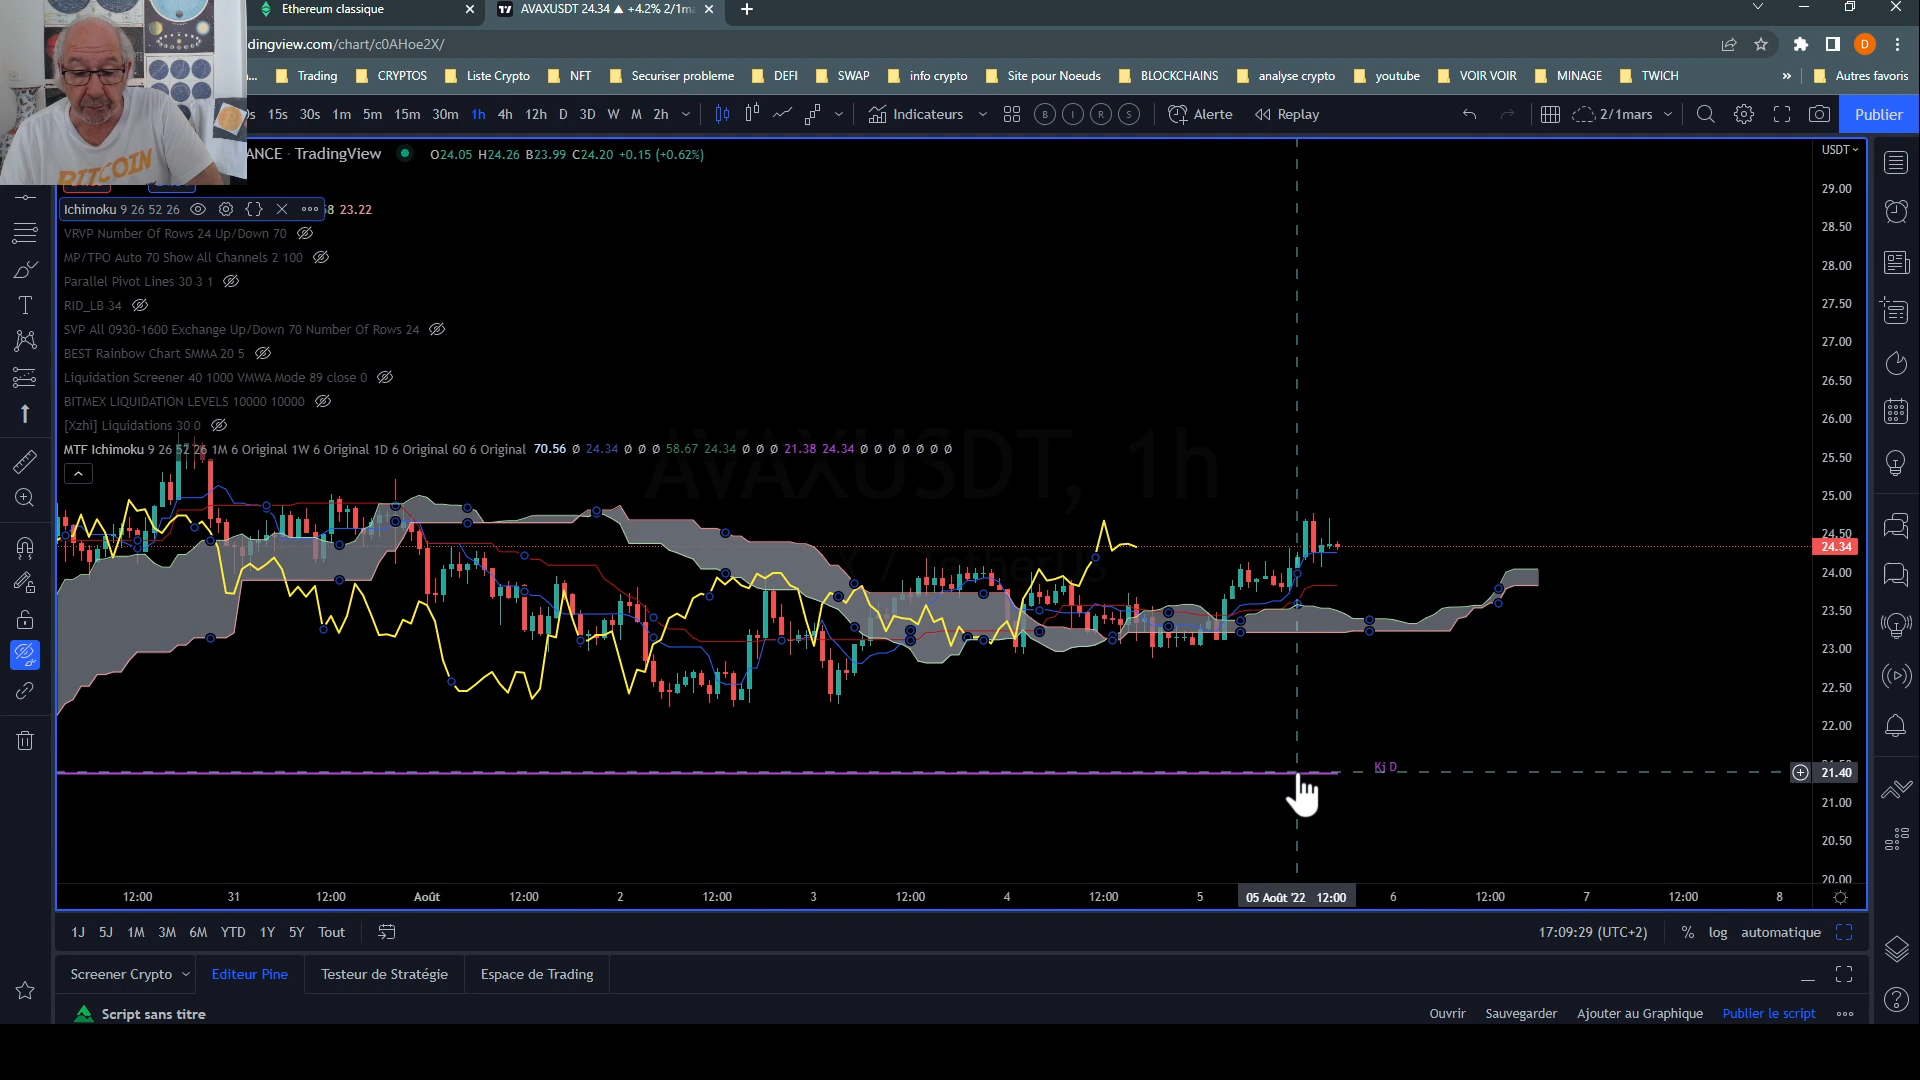 Ethereum classique
AVAXUSDT 24.34 ▲ +4.2% 2/1m
dingview.com/chart/c0AHoe2X/
D
Trading CRYPTOS Liste Crypto NFT Securiser probleme DEFI SWAP info crypto Site pour Noeuds BLOCKCHAINS analyse crypto youtube VOIR VOIR MINAGE TWICH » Autres favoris
15s 30s 1m 5m 15m 30m 1h 4h 12h D 3D W M 2h Indicateurs B I R S Alerte Replay 2/1mars Publier
BITCOIN
ANCE · TradingView O24.05 H24.26 B23.99 C24.20 +0.15 (+0.62%) USDT
Ichimoku 9 26 52 26 8 23.22
VRVP Number Of Rows 24 Up/Down 70
MP/TPO Auto 70 Show All Channels 2 100
Parallel Pivot Lines 30 3 1
RID_LB 34
SVP All 0930-1600 Exchange Up/Down 70 Number Of Rows 24
BEST Rainbow Chart SMMA 20 5
Liquidation Screener 40 1000 VMWA Mode 89 close 0
BITMEX LIQUIDATION LEVELS 10000 10000
[Xzhi] Liquidations 30 0
MTF Ichimoku 9 26 52 26 1M 6 Original 1W 6 Original 1D 6 Original 60 6 Original 70.56 ø 24.34 ø ø ø 58.67 24.34 ø ø ø 21.38 24.34 ø ø ø ø ø ø ø
AVAXUSDT, 1h
29.00
28.50
28.00
27.50
27.00
26.50
26.00
25.50
25.00
24.50
24.34
24.00
23.50
23.00
22.50
22.00
Kj D
21.40
21.00
20.50
20.00
12:00 31 12:00 Août 12:00 2 12:00 3 12:00 4 12:00 5 05 Août '22 12:00 6 12:00 7 12:00 8
1J 5J 1M 3M 6M YTD 1Y 5Y Tout 17:09:29 (UTC+2) % log automatique
Screener Crypto Editeur Pine Testeur de Stratégie Espace de Trading
Script sans titre Ouvrir Sauvegarder Ajouter au Graphique Publier le script